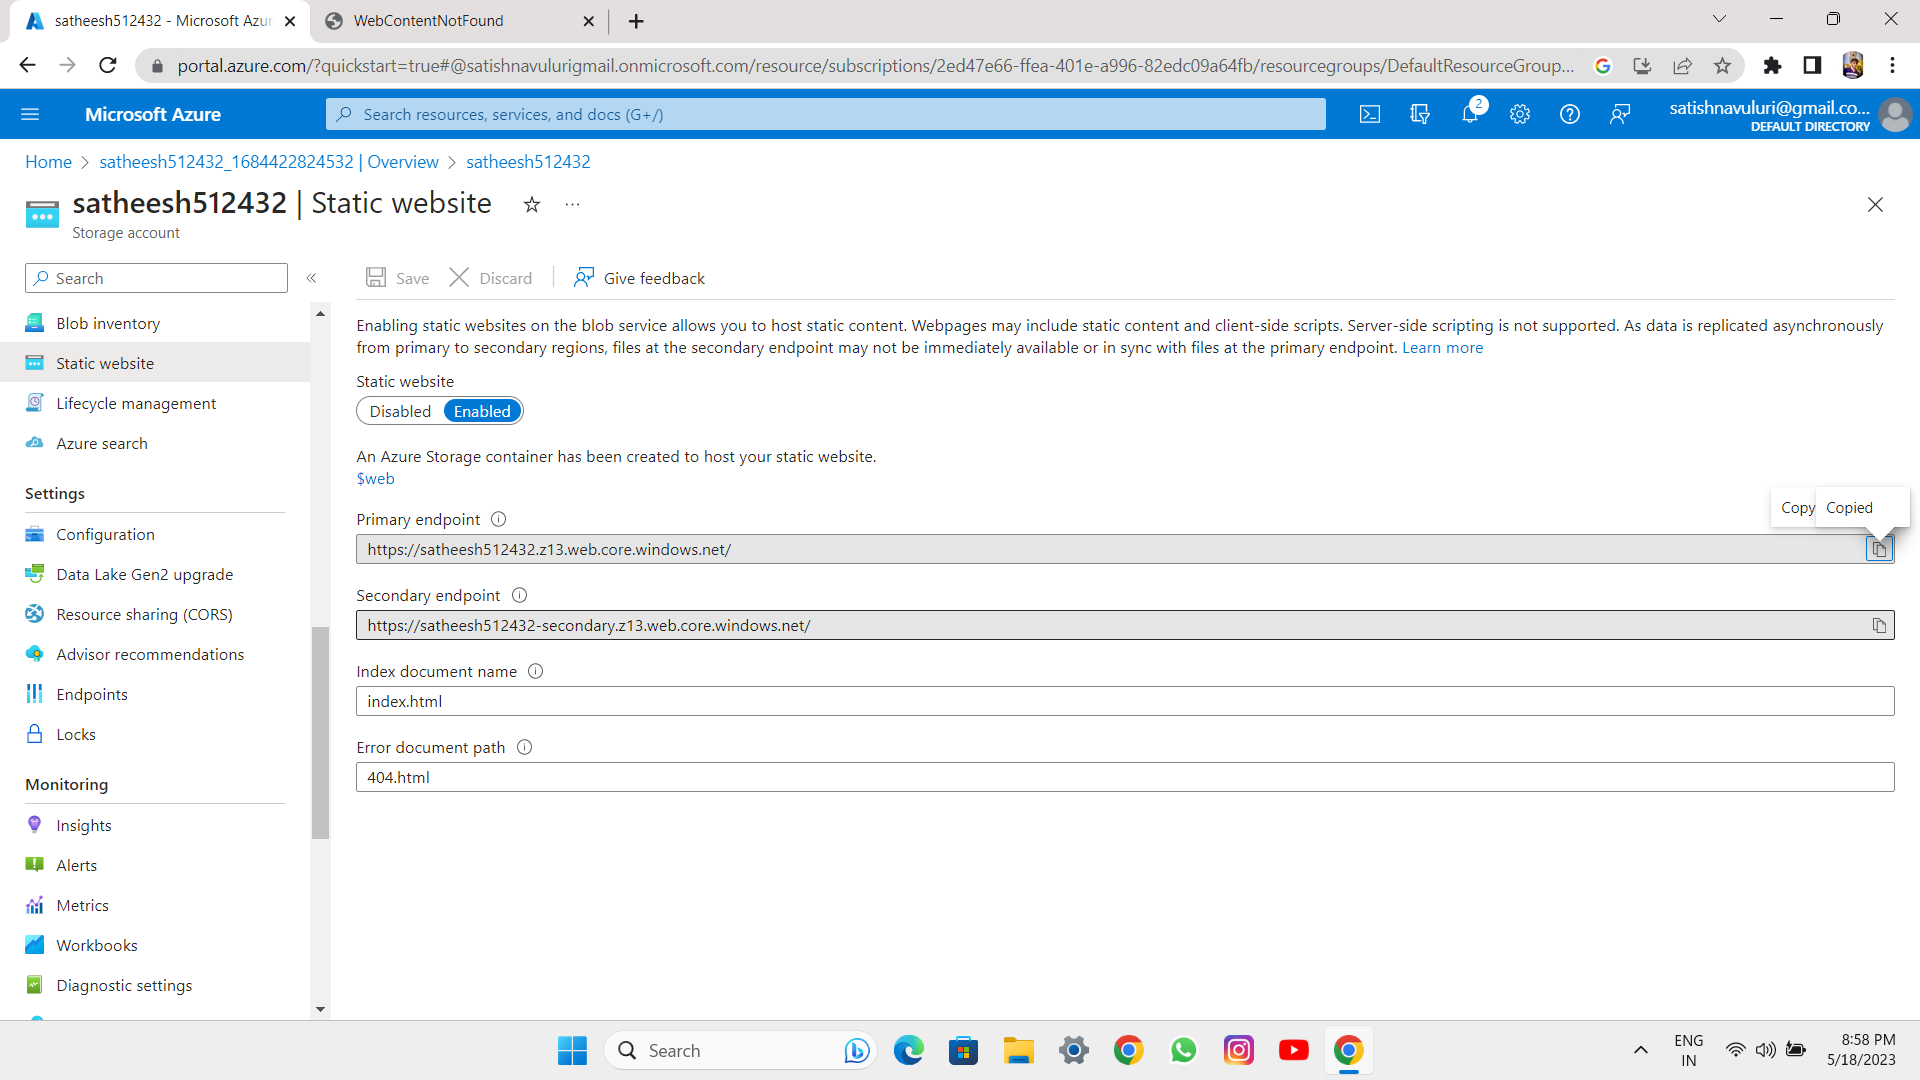 satheesh512432 - Microsoft Azur
WebContentNotFound
portal.azure.com/?quickstart=true#@satishnavulurigmail.onmicrosoft.com/resource/subscriptions/2ed47e66-ffea-401e-a996-82edc09a64fb/resourcegroups/DefaultResourceGroup...
Microsoft Azure
Search resources, services, and docs (G+/)
2
satishnavuluri@gmail.co...
DEFAULT DIRECTORY
Home > satheesh512432_1684422824532 | Overview > satheesh512432
satheesh512432 | Static website
Storage account
Search
Save
Discard
Give feedback
Blob inventory
Static website
Lifecycle management
Azure search
Settings
Configuration
Data Lake Gen2 upgrade
Resource sharing (CORS)
Advisor recommendations
Endpoints
Locks
Monitoring
Insights
Alerts
Metrics
Workbooks
Diagnostic settings
Enabling static websites on the blob service allows you to host static content. Webpages may include static content and client-side scripts. Server-side scripting is not supported. As data is replicated asynchronously
from primary to secondary regions, files at the secondary endpoint may not be immediately available or in sync with files at the primary endpoint. Learn more
Static website
Disabled Enabled
An Azure Storage container has been created to host your static website.
$web
Copy Copied
Primary endpoint
https://satheesh512432.z13.web.core.windows.net/
Secondary endpoint
https://satheesh512432-secondary.z13.web.core.windows.net/
Index document name
index.html
Error document path
404.html
Search
ENG
IN
8:58 PM
5/18/2023